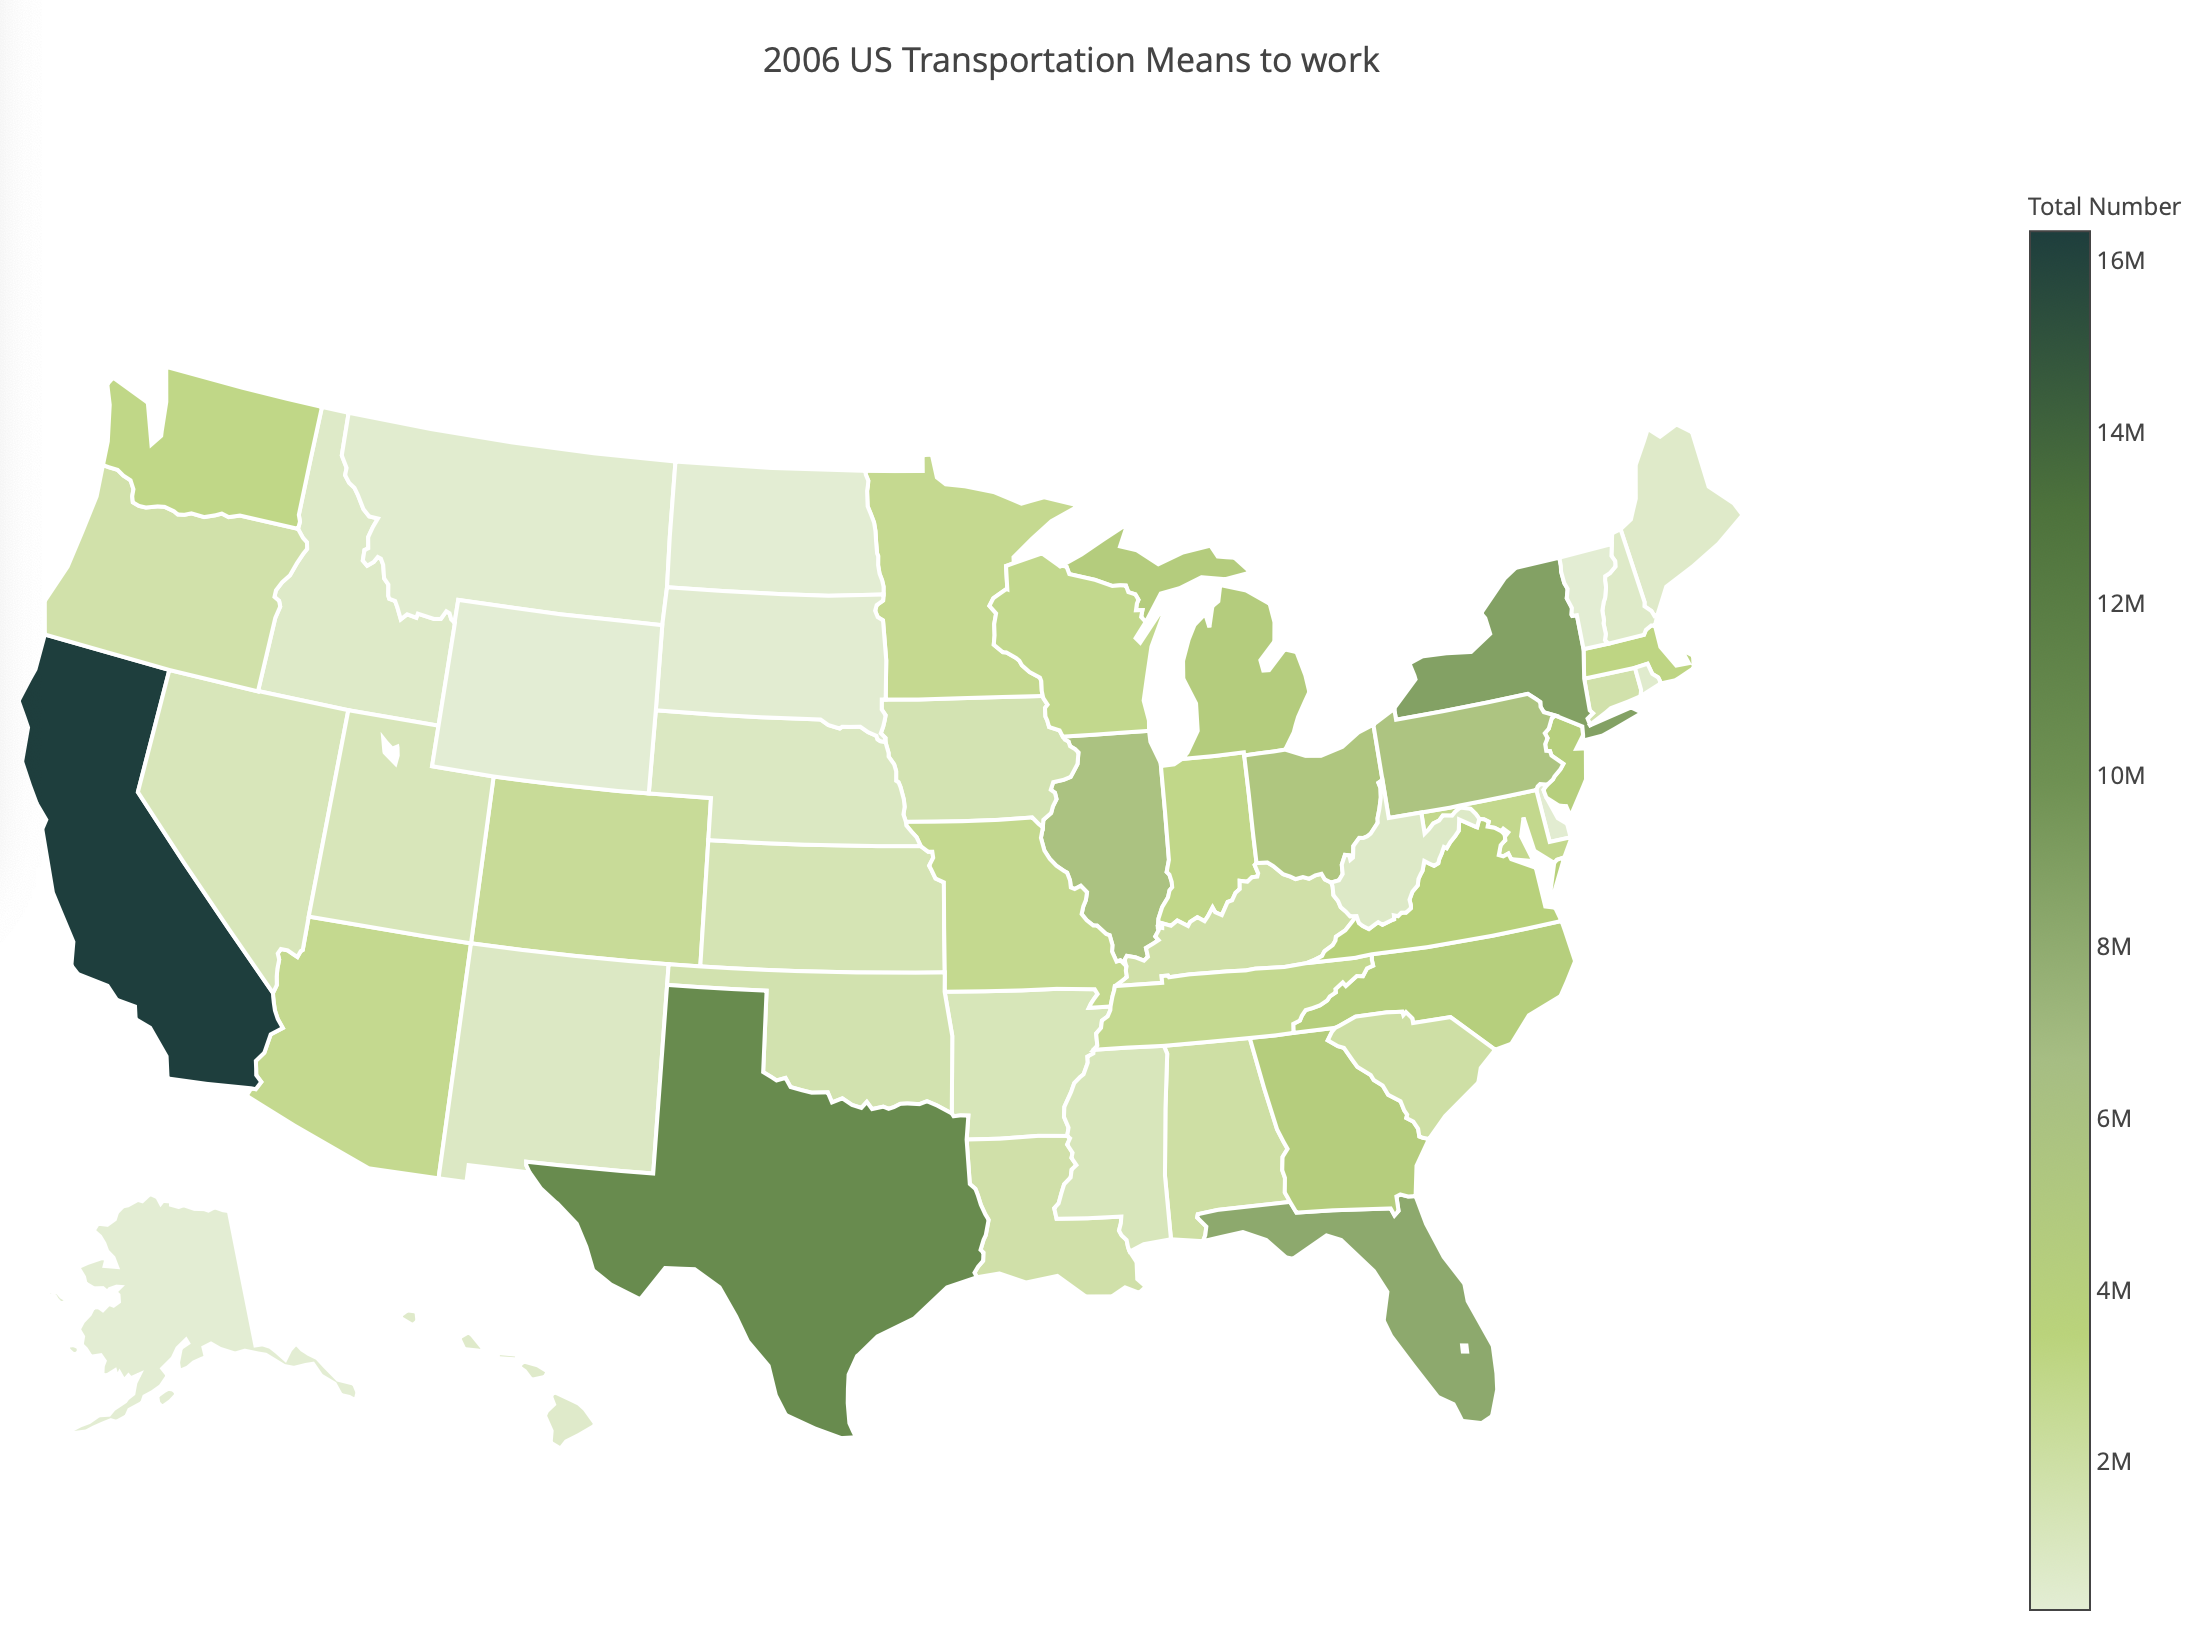 2006 US Transportation Means to work
Total Number
16M
14M
12M
10M
8M
6M
4M
2M